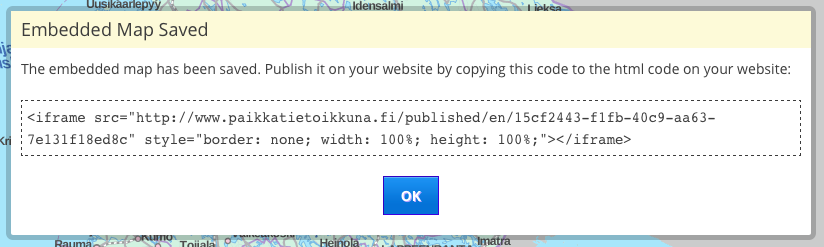 Uusikaarlepyy
Idensalmi
Lieksa
Embedded Map Saved
The embedded map has been saved. Publish it on your website by copying this code to the html code on your website:
<iframe src="http://www.paikkatietoikkuna.fi/published/en/15cf2443-f1fb-40c9-aa63-
7e131f18ed8c" style="border: none; width: 100%; height: 100%;"></iframe>
OK
Rauma
Kumo
Toijala
Heinola
Imatra